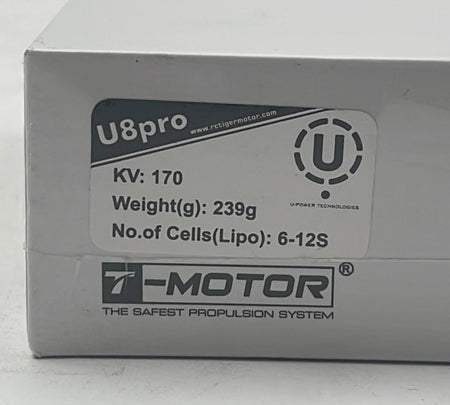 U8pro
www.rctigermotor.com
U
U-POWER TECHNOLOGIES
KV: 170
Weight(g): 239g
No.of Cells(Lipo): 6-12S
T-MOTOR®
THE SAFEST PROPULSION SYSTEM